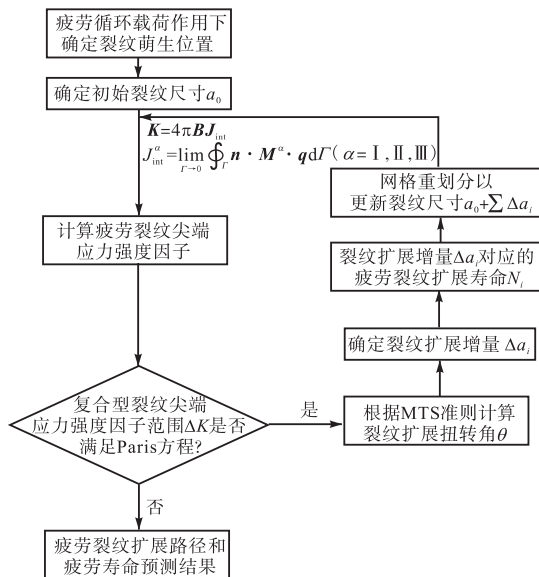 疲劳循环载荷作用下
确定裂纹萌生位置
确定初始裂纹尺寸a₀
K=4πBJ_int
J^α_int=lim_{Γ→0}∮_Γ n·M^α·qdΓ(α=Ⅰ,Ⅱ,Ⅲ)
计算疲劳裂纹尖端
应力强度因子
复合型裂纹尖端
应力强度因子范围ΔK是否
满足Paris方程?
是
否
疲劳裂纹扩展路径和
疲劳寿命预测结果
根据MTS准则计算
裂纹扩展扭转角θ
确定裂纹扩展增量 Δa_i
裂纹扩展增量Δa_i对应的
疲劳裂纹扩展寿命N_i
网格重划分以
更新裂纹尺寸a₀+∑Δa_i